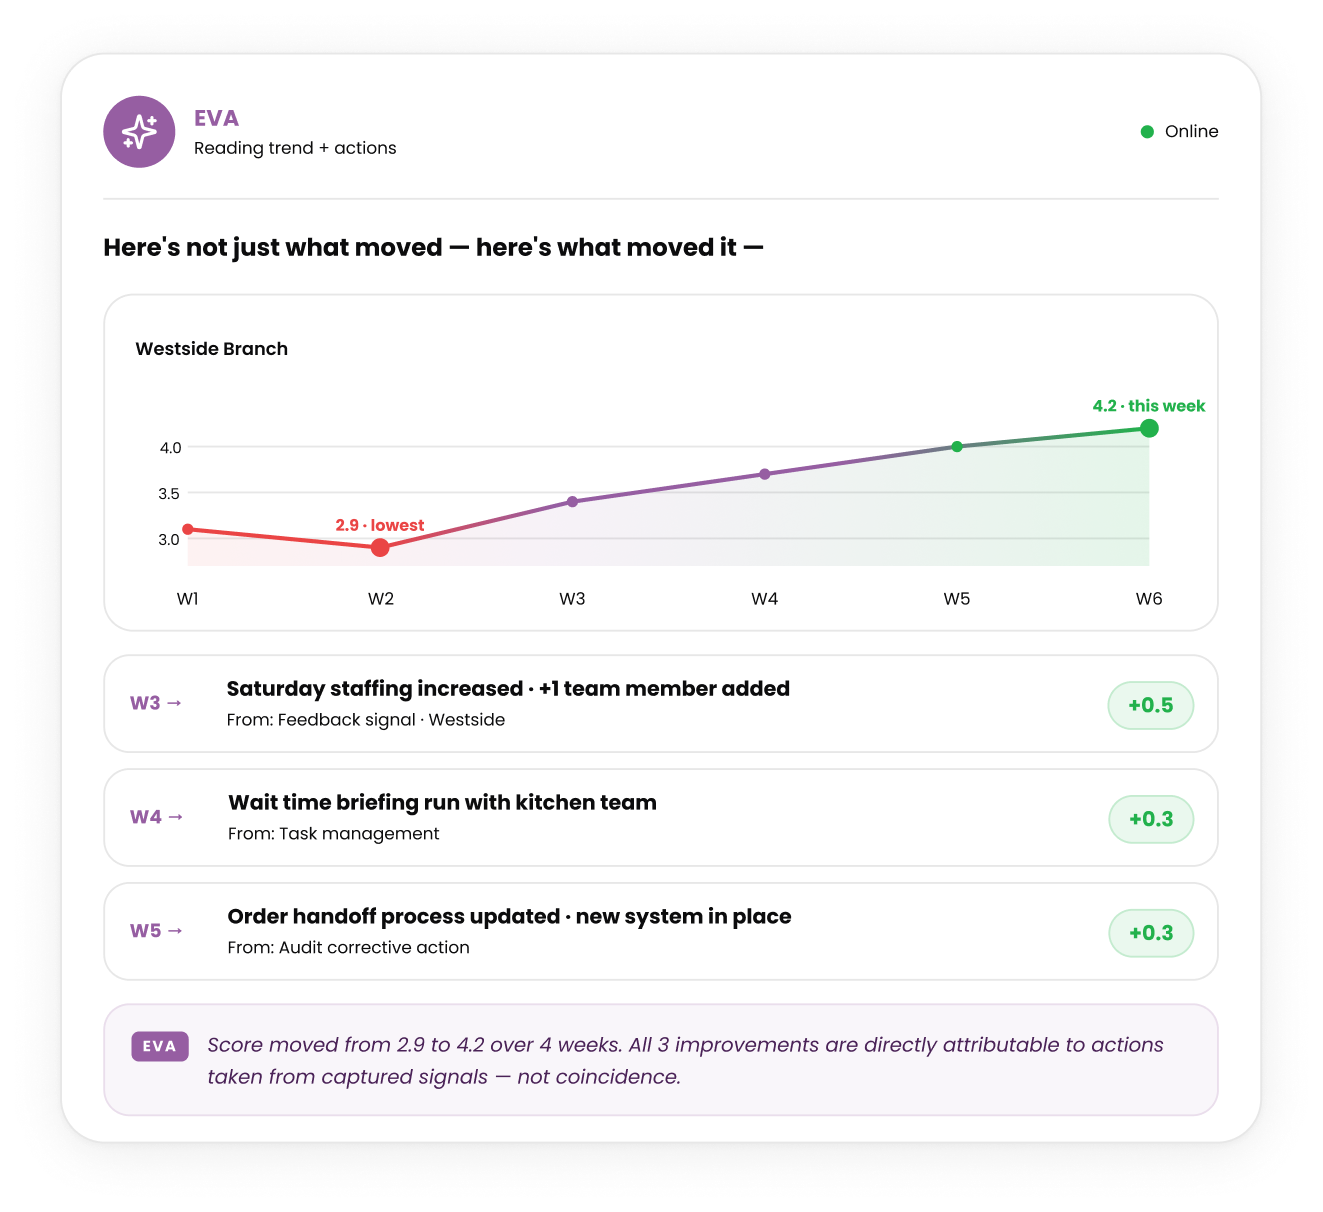 EVA
Reading trend + actions
Online
Here's not just what moved — here's what moved it —
Westside Branch
4.2 · this week
4.0
3.5
2.9 · lowest
3.0
W1 W2 W3 W4 W5 W6
W3 →
Saturday staffing increased · +1 team member added
From: Feedback signal · Westside
+0.5
W4 →
Wait time briefing run with kitchen team
From: Task management
+0.3
W5 →
Order handoff process updated · new system in place
From: Audit corrective action
+0.3
EVA
Score moved from 2.9 to 4.2 over 4 weeks. All 3 improvements are directly attributable to actions
taken from captured signals — not coincidence.